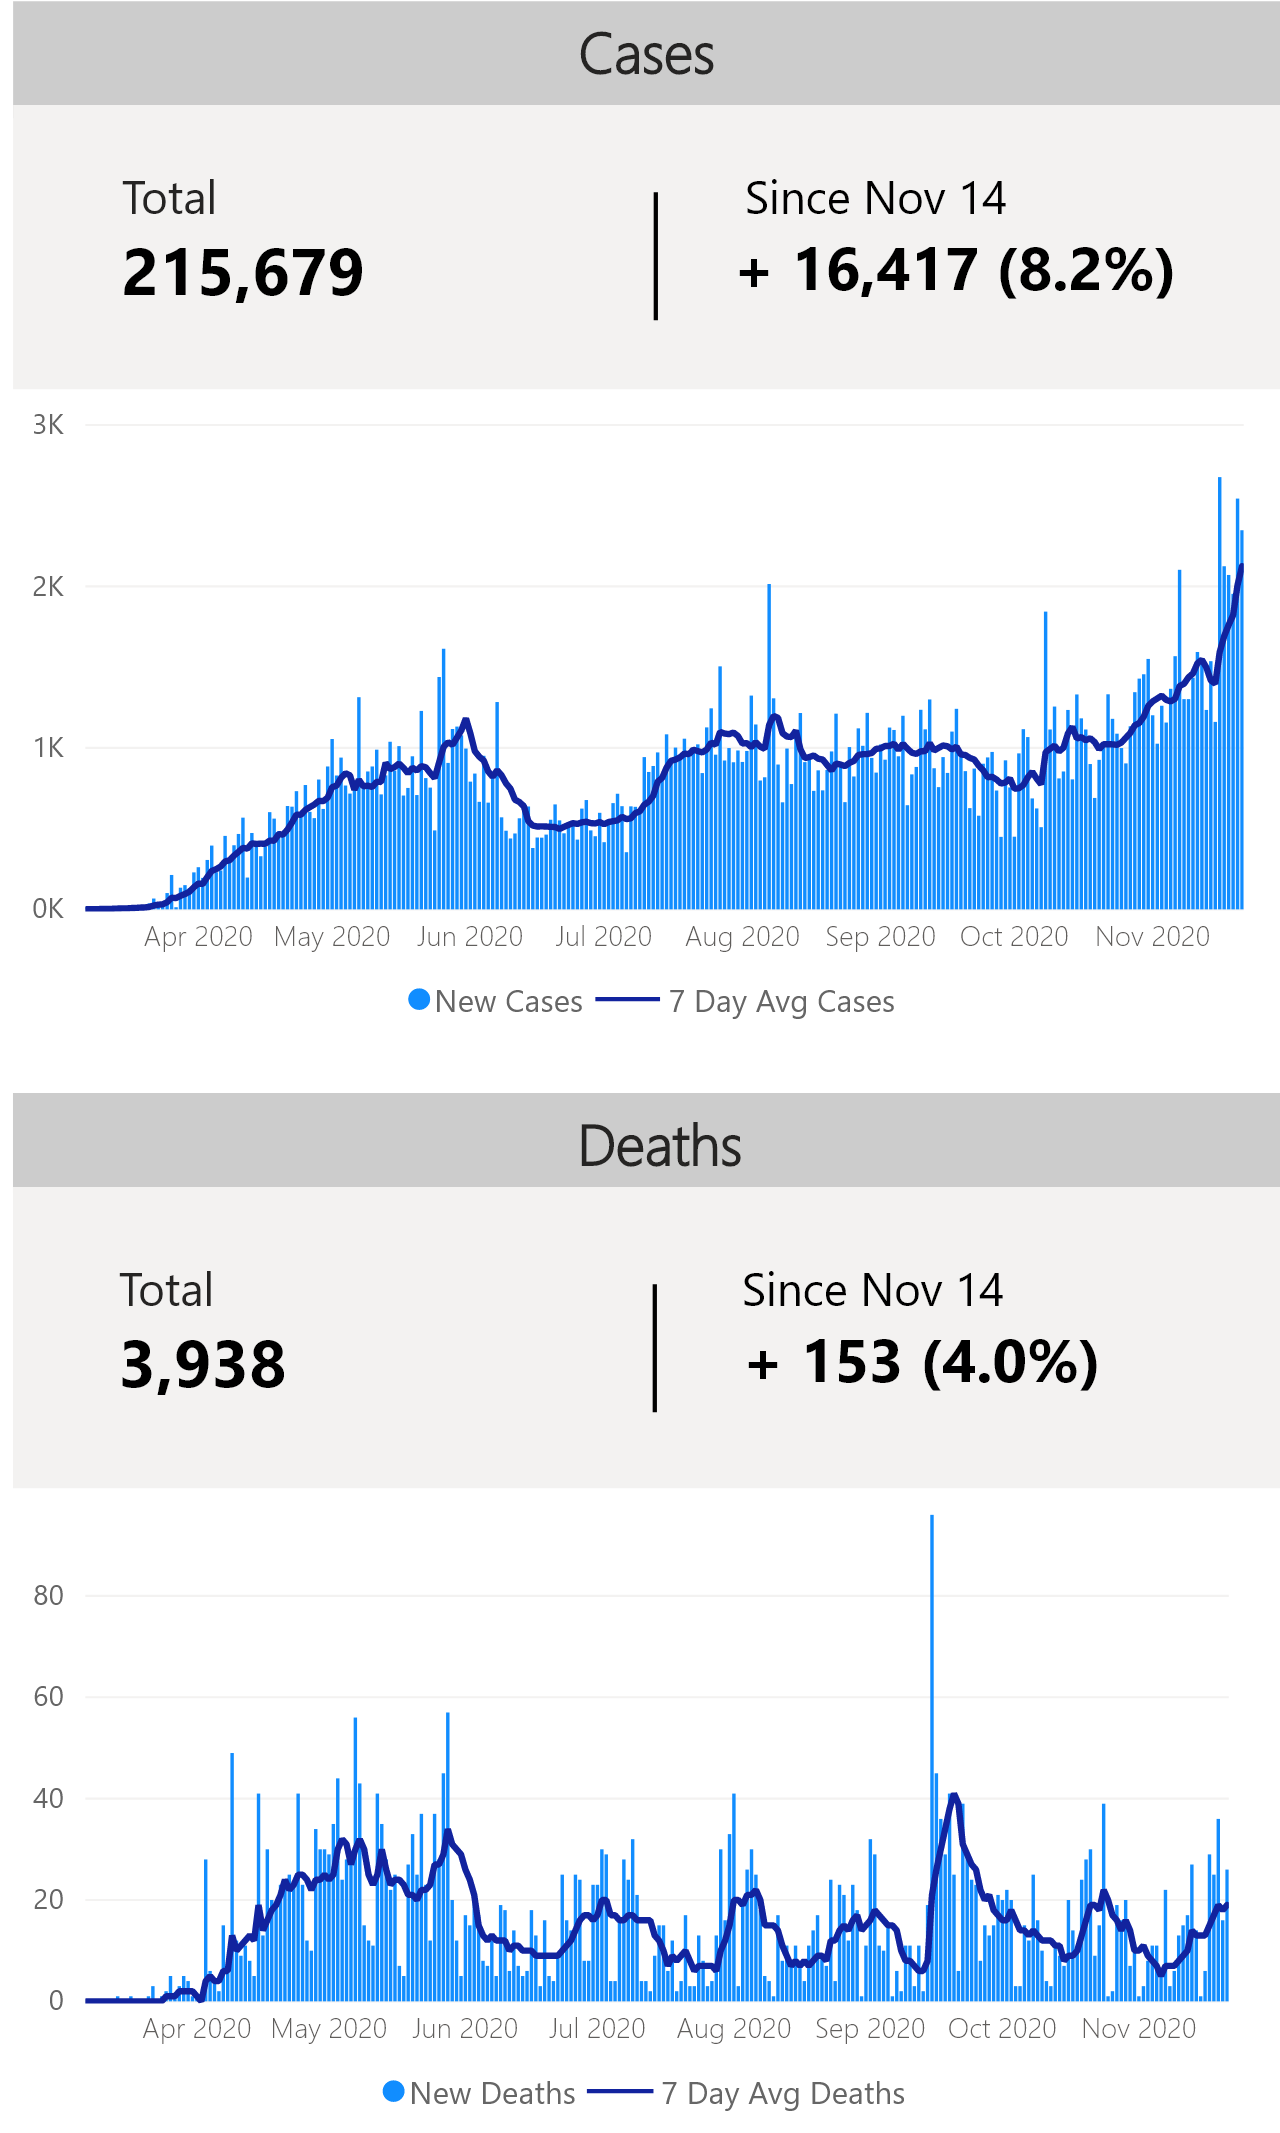 Cases
Total
Since Nov 14
215,679
+ 16,417 (8.2%)
3K
2K
1K
0K
Apr 2020 May 2020 Jun 2020 Jul 2020 Aug 2020 Sep 2020 Oct 2020 Nov 2020
New Cases 7 Day Avg Cases
Deaths
Total
Since Nov 14
3,938
+ 153 (4.0%)
80
60
40
20
0
Apr 2020 May 2020 Jun 2020 Jul 2020 Aug 2020 Sep 2020 Oct 2020 Nov 2020
New Deaths 7 Day Avg Deaths